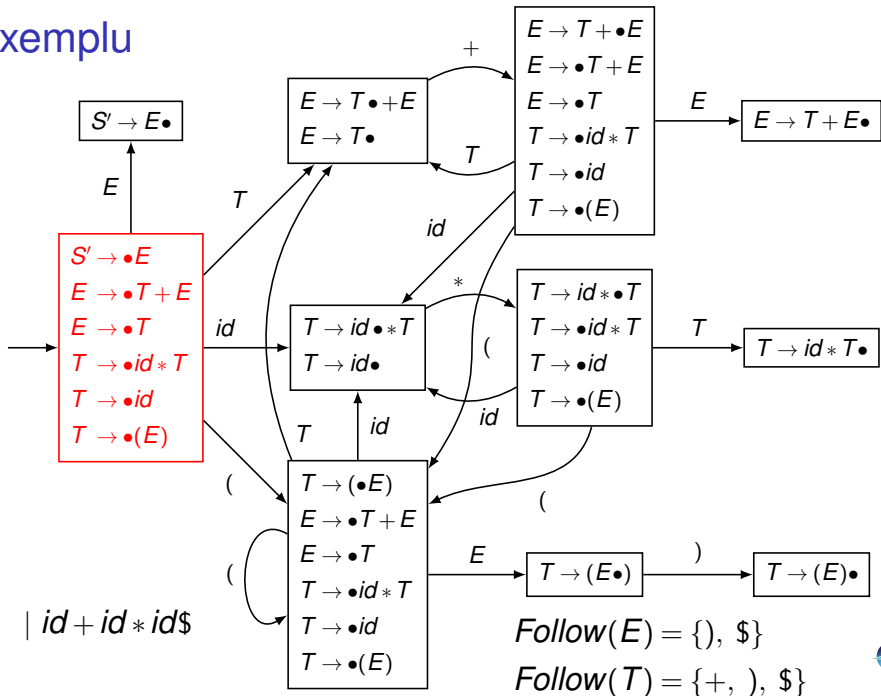 xemplu
S′ → E•
E
S′ → •E
E → •T + E
E → •T
T → •id * T
T → •id
T → •(E)
T
id
(
E → T• + E
E → T•
+
T
E → T + •E
E → •T + E
E → •T
T → •id * T
T → •id
T → •(E)
E
E → T + E•
id
(
T → id• * T
T → id•
*
id
T → id * •T
T → •id * T
T → •id
T → •(E)
T
T → id * T•
(
T
id
(
T → (•E)
E → •T + E
E → •T
T → •id * T
T → •id
T → •(E)
E
T → (E•)
)
T → (E)•
| id + id * id$
Follow(E) = {), $}
Follow(T) = {+, ), $}